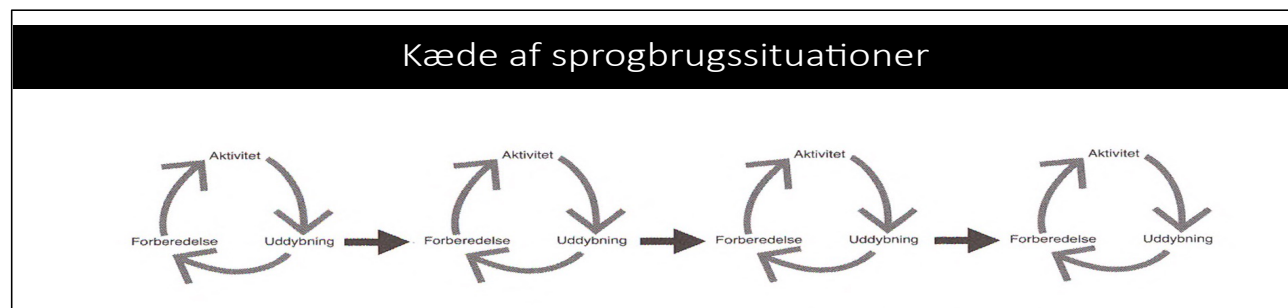 Kæde af sprogbrugssituationer
Aktivitet Aktivitet Aktivitet Aktivitet
Forberedelse Uddybning Forberedelse Uddybning Forberedelse Uddybning Forberedelse Uddybning